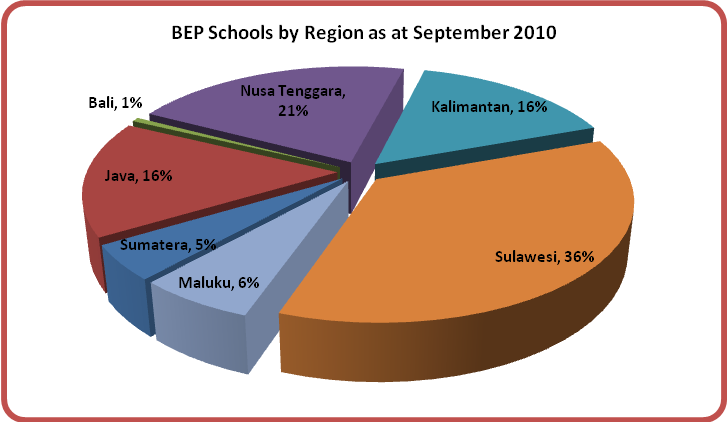 BEP Schools by Region as at September 2010
Nusa Tenggara,
21%
Kalimantan, 16%
Bali, 1%
Java, 16%
Sumatera, 5%
Sulawesi, 36%
Maluku, 6%